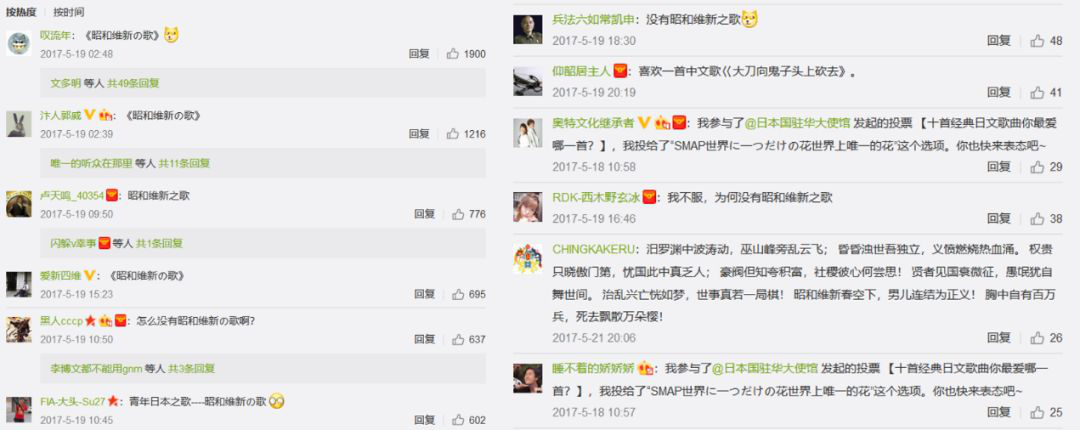 按热度 | 按时间
叹流年：《昭和维新の歌》
2017-5-19 02:48
回复 1900
文多明 等人 共49条回复
汴人郭威：《昭和维新の歌》
2017-5-19 02:39
回复 1216
唯一的听众在那里 等人 共11条回复
卢天鸣_40354：昭和维新之歌
2017-5-19 09:50
回复 776
闪躲v幸事 等人 共1条回复
爱新四维：《昭和维新の歌》
2017-5-19 15:23
回复 695
黑人cccp：怎么没有昭和维新の歌啊?
2017-5-19 10:50
回复 637
李博文都不能用gnm 等人 共3条回复
FIA-大头-Su27：青年日本之歌----昭和维新の歌
2017-5-19 10:45
回复 602
兵法六如常凯申：没有昭和维新之歌
2017-5-19 18:30
回复 48
仰韶居主人：喜欢一首中文歌巜大刀向鬼子头上砍去》。
2017-5-19 20:19
回复 41
奥特文化继承者：我参与了@日本国驻华大使馆 发起的投票 【十首经典日文歌曲你最爱
哪一首？】，我投给了“SMAP世界に一つだけの花世界上唯一的花”这个选项。你也快来表态吧~
2017-5-18 10:58
回复 29
RDK-西木野玄冰：我不服，为何没有昭和维新之歌
2017-5-19 16:46
回复 38
CHINGKAKERU：汨罗渊中波涛动，巫山峰旁乱云飞； 昏昏浊世吾独立，义愤燃烧热血涌。 权贵
只晓傲门第，忧国此中真乏人； 豪阀但知夸积富，社稷彼心何尝思！ 贤者见国衰微征，愚氓犹自
舞世间。 治乱兴亡恍如梦，世事真若一局棋！ 昭和维新春空下，男儿连结为正义！ 胸中自有百万
兵，死去飘散万朵樱！
2017-5-21 20:06
回复 26
睡不着的娇娇娇：我参与了@日本国驻华大使馆 发起的投票 【十首经典日文歌曲你最爱哪一
首？】，我投给了“SMAP世界に一つだけの花世界上唯一的花”这个选项。你也快来表态吧~
2017-5-18 10:57
回复 25